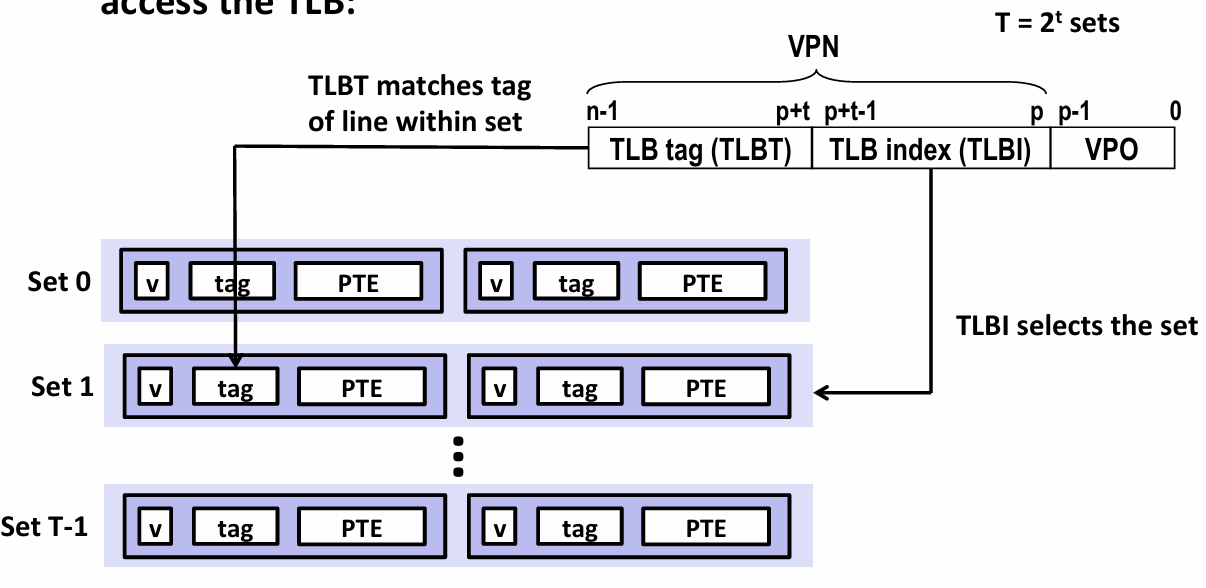 access the TLB:
T = 2ᵗ sets
VPN
TLBT matches tag
of line within set
n-1 p+t p+t-1 p p-1 0
TLB tag (TLBT) TLB index (TLBI) VPO
Set 0 v tag PTE v tag PTE
TLBI selects the set
Set 1 v tag PTE v tag PTE
Set T-1 v tag PTE v tag PTE